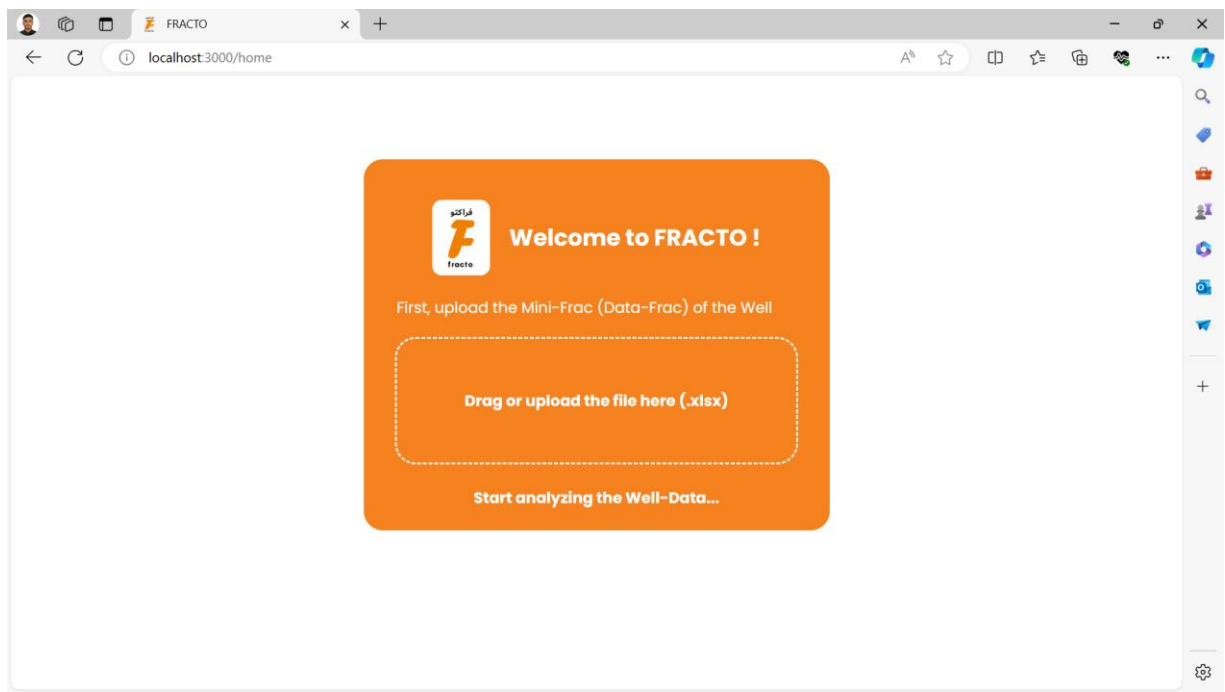 FRACTO
localhost:3000/home
فراكتو
fracto
Welcome to FRACTO !
First, upload the Mini-Frac (Data-Frac) of the Well
Drag or upload the file here (.xlsx)
Start analyzing the Well-Data...